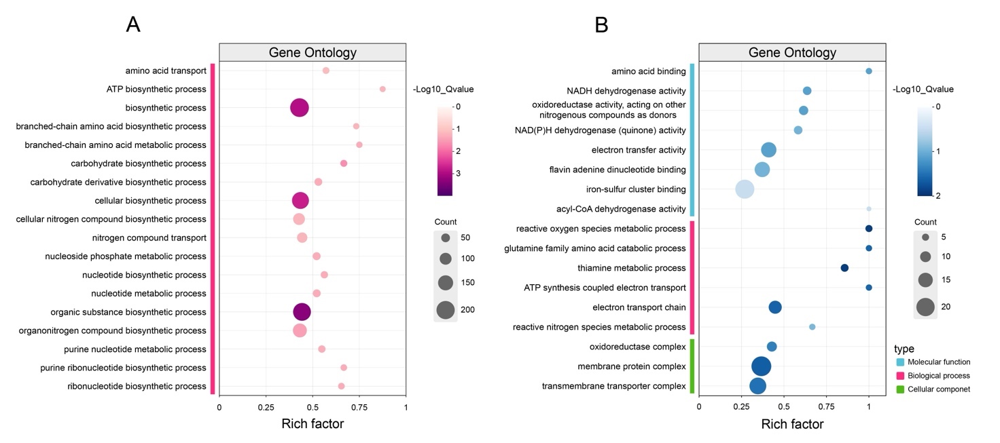 A
Gene Ontology
amino acid transport
ATP biosynthetic process
biosynthetic process
branched-chain amino acid biosynthetic process
branched-chain amino acid metabolic process
carbohydrate biosynthetic process
carbohydrate derivative biosynthetic process
cellular biosynthetic process
cellular nitrogen compound biosynthetic process
nitrogen compound transport
nucleoside phosphate metabolic process
nucleotide biosynthetic process
nucleotide metabolic process
organic substance biosynthetic process
organonitrogen compound biosynthetic process
purine nucleotide metabolic process
purine ribonucleotide biosynthetic process
ribonucleotide biosynthetic process
0 0.25 0.5 0.75 1
Rich factor
-Log10_Qvalue
0
1
2
3
Count
50
100
150
200
B
Gene Ontology
amino acid binding
NADH dehydrogenase activity
oxidoreductase activity, acting on other
nitrogenous compounds as donors
NAD(P)H dehydrogenase (quinone) activity
electron transfer activity
flavin adenine dinucleotide binding
iron-sulfur cluster binding
acyl-CoA dehydrogenase activity
reactive oxygen species metabolic process
glutamine family amino acid catabolic process
thiamine metabolic process
ATP synthesis coupled electron transport
electron transport chain
reactive nitrogen species metabolic process
oxidoreductase complex
membrane protein complex
transmembrane transporter complex
0 0.25 0.5 0.75 1
Rich factor
-Log10_Qvalue
0
1
2
Count
5
10
15
20
type
Molecular function
Biological process
Cellular componet